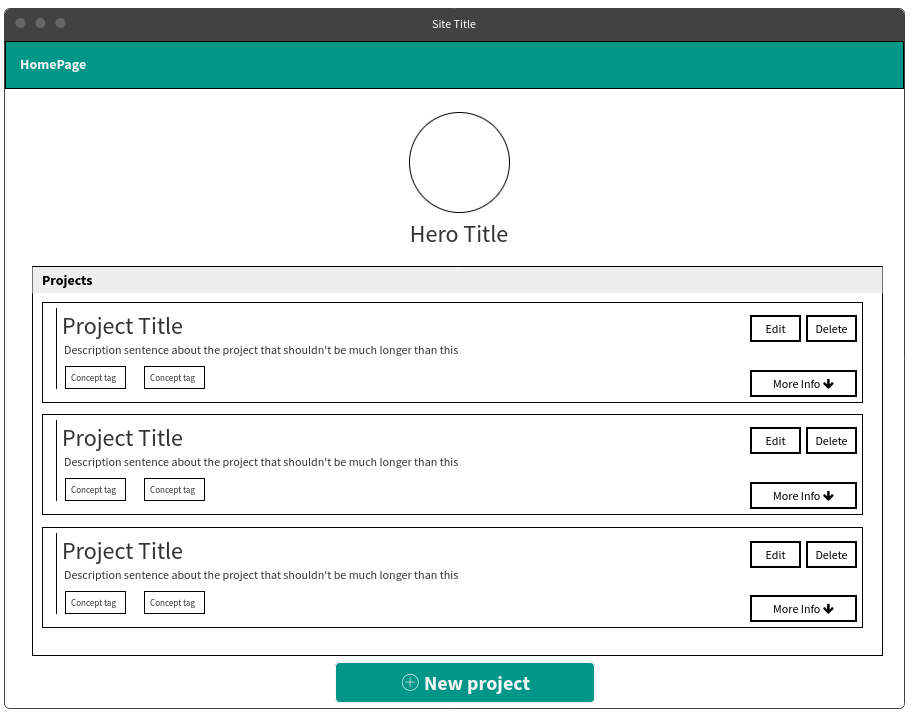 Site Title
HomePage
Hero Title
Projects
Project Title
Edit Delete
Description sentence about the project that shouldn't be much longer than this
Concept tag Concept tag
More Info
Project Title
Edit Delete
Description sentence about the project that shouldn't be much longer than this
Concept tag Concept tag
More Info
Project Title
Edit Delete
Description sentence about the project that shouldn't be much longer than this
Concept tag Concept tag
More Info
New project